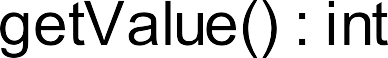 getValue() : int